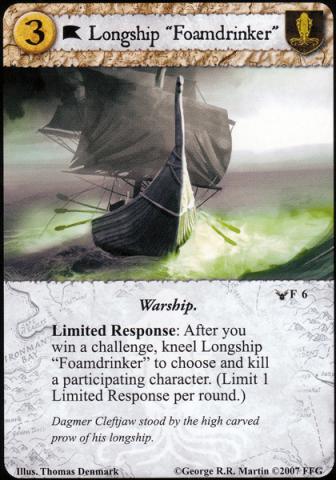 3
Longship “Foamdrinker”
F 6
Warship.
Limited Response: After you
win a challenge, kneel Longship
“Foamdrinker” to choose and kill
a participating character. (Limit 1
Limited Response per round.)
Dagmer Cleftjaw stood by the high carved
prow of his longship.
IRONMAN
BAY
Illus. Thomas Denmark
©George R.R. Martin ©2007 FFG